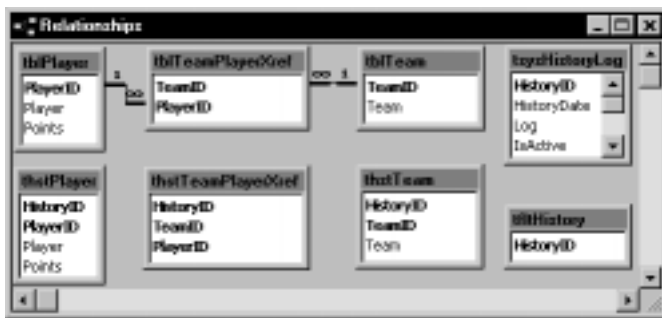 Relationships
tblPlayer
PlayerID
Player
Points
1
∞
tblTeamPlayerXref
TeamID
PlayerID
∞ 1
tblTeam
TeamID
Team
tsysHistoryLog
HistoryID
HistoryDate
Log
IsActive
thstPlayer
HistoryID
PlayerID
Player
Points
thstTeamPlayerXref
HistoryID
TeamID
PlayerID
thstTeam
HistoryID
TeamID
Team
tfltHistory
HistoryID